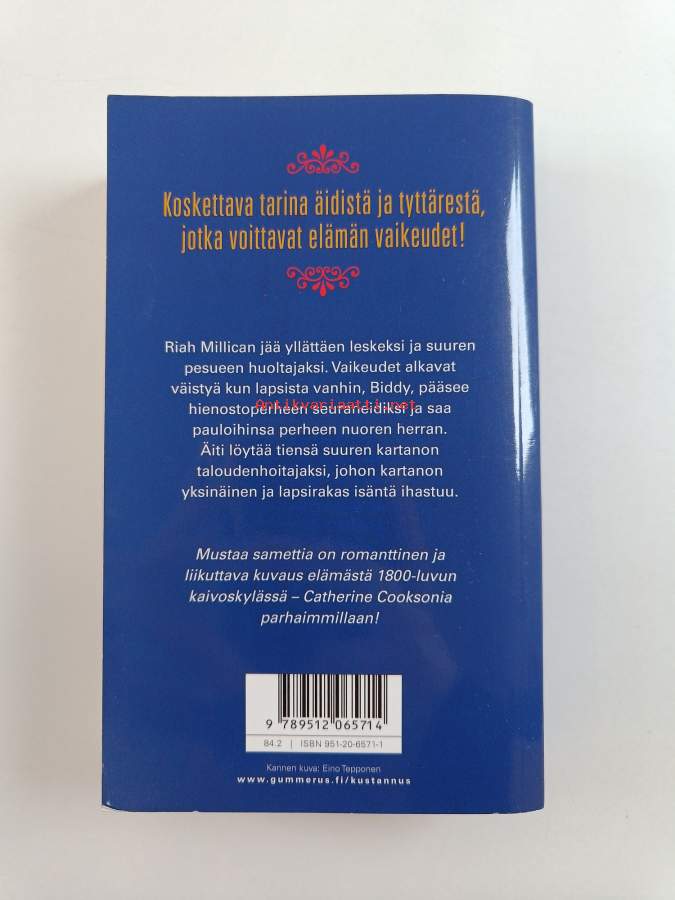 Koskettava tarina äidistä ja tyttärestä,
jotka voittavat elämän vaikeudet!
Riah Millican jää yllättäen leskeksi ja suuren
pesueen huoltajaksi. Vaikeudet alkavat
väistyä kun lapsista vanhin, Biddy, pääsee
hienostoperheen seuraneidiksi ja saa
Antikvariaatti.net
pauloihinsa perheen nuoren herran.
Äiti löytää tiensä suuren kartanon
taloudenhoitajaksi, johon kartanon
yksinäinen ja lapsirakas isäntä ihastuu.
Mustaa samettia on romanttinen ja
liikuttava kuvaus elämästä 1800-luvun
kaivoskylässä – Catherine Cooksonia
parhaimmillaan!
9 789512 065714
84.2 | ISBN 951-20-6571-1
Kannen kuva: Eino Tepponen
www.gummerus.fi/kustannus